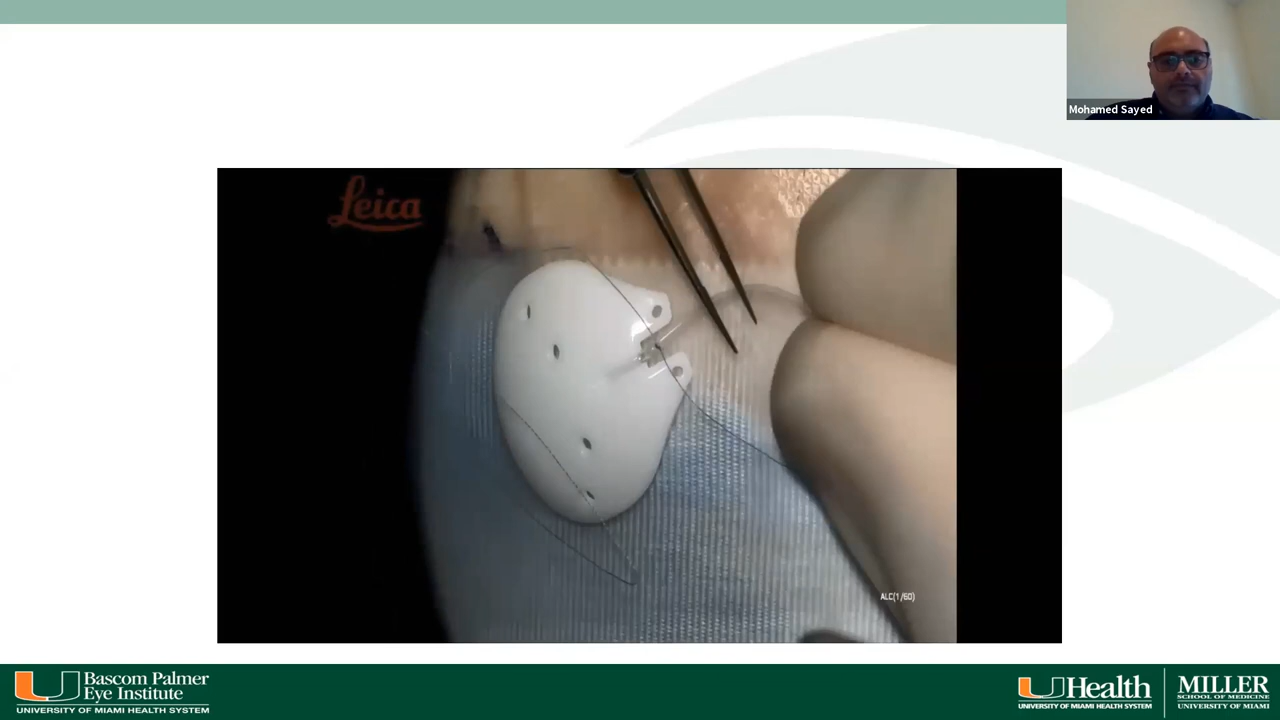 Mohamed Sayed
Leica
ALC(1/60)
Bascom Palmer
Eye Institute
UNIVERSITY OF MIAMI HEALTH SYSTEM
UHealth
UNIVERSITY OF MIAMI HEALTH SYSTEM
MILLER
SCHOOL OF MEDICINE
UNIVERSITY OF MIAMI